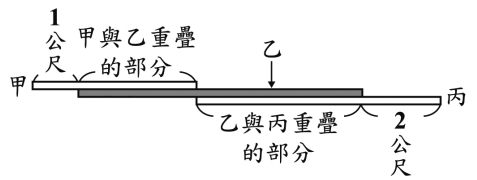 1公尺
甲與乙重疊的部分
乙
甲
丙
乙與丙重疊的部分
2公尺